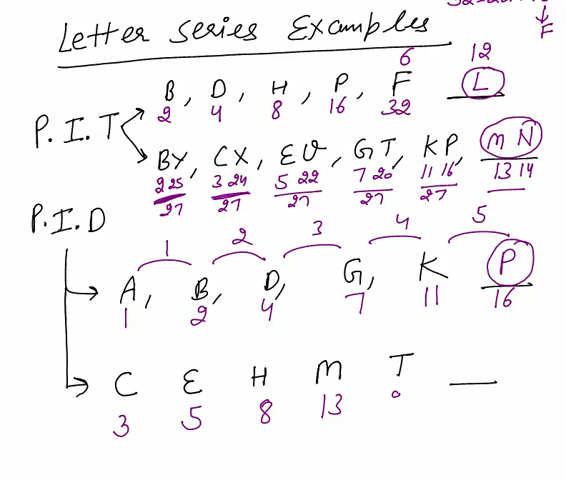 Letter Series Examples
F
6 12
B, D, H, P, F L
2 4 8 16 32
P.I.T
BY, CX, EV, GT, KP, MN
2 25 3 24 5 22 7 20 11 16 13 14
27 27 27 27 27
P.I.D
1 2 3 4 5
A, B, D, G, K P
1 2 4 7 11 16
C E H M T
3 5 8 13